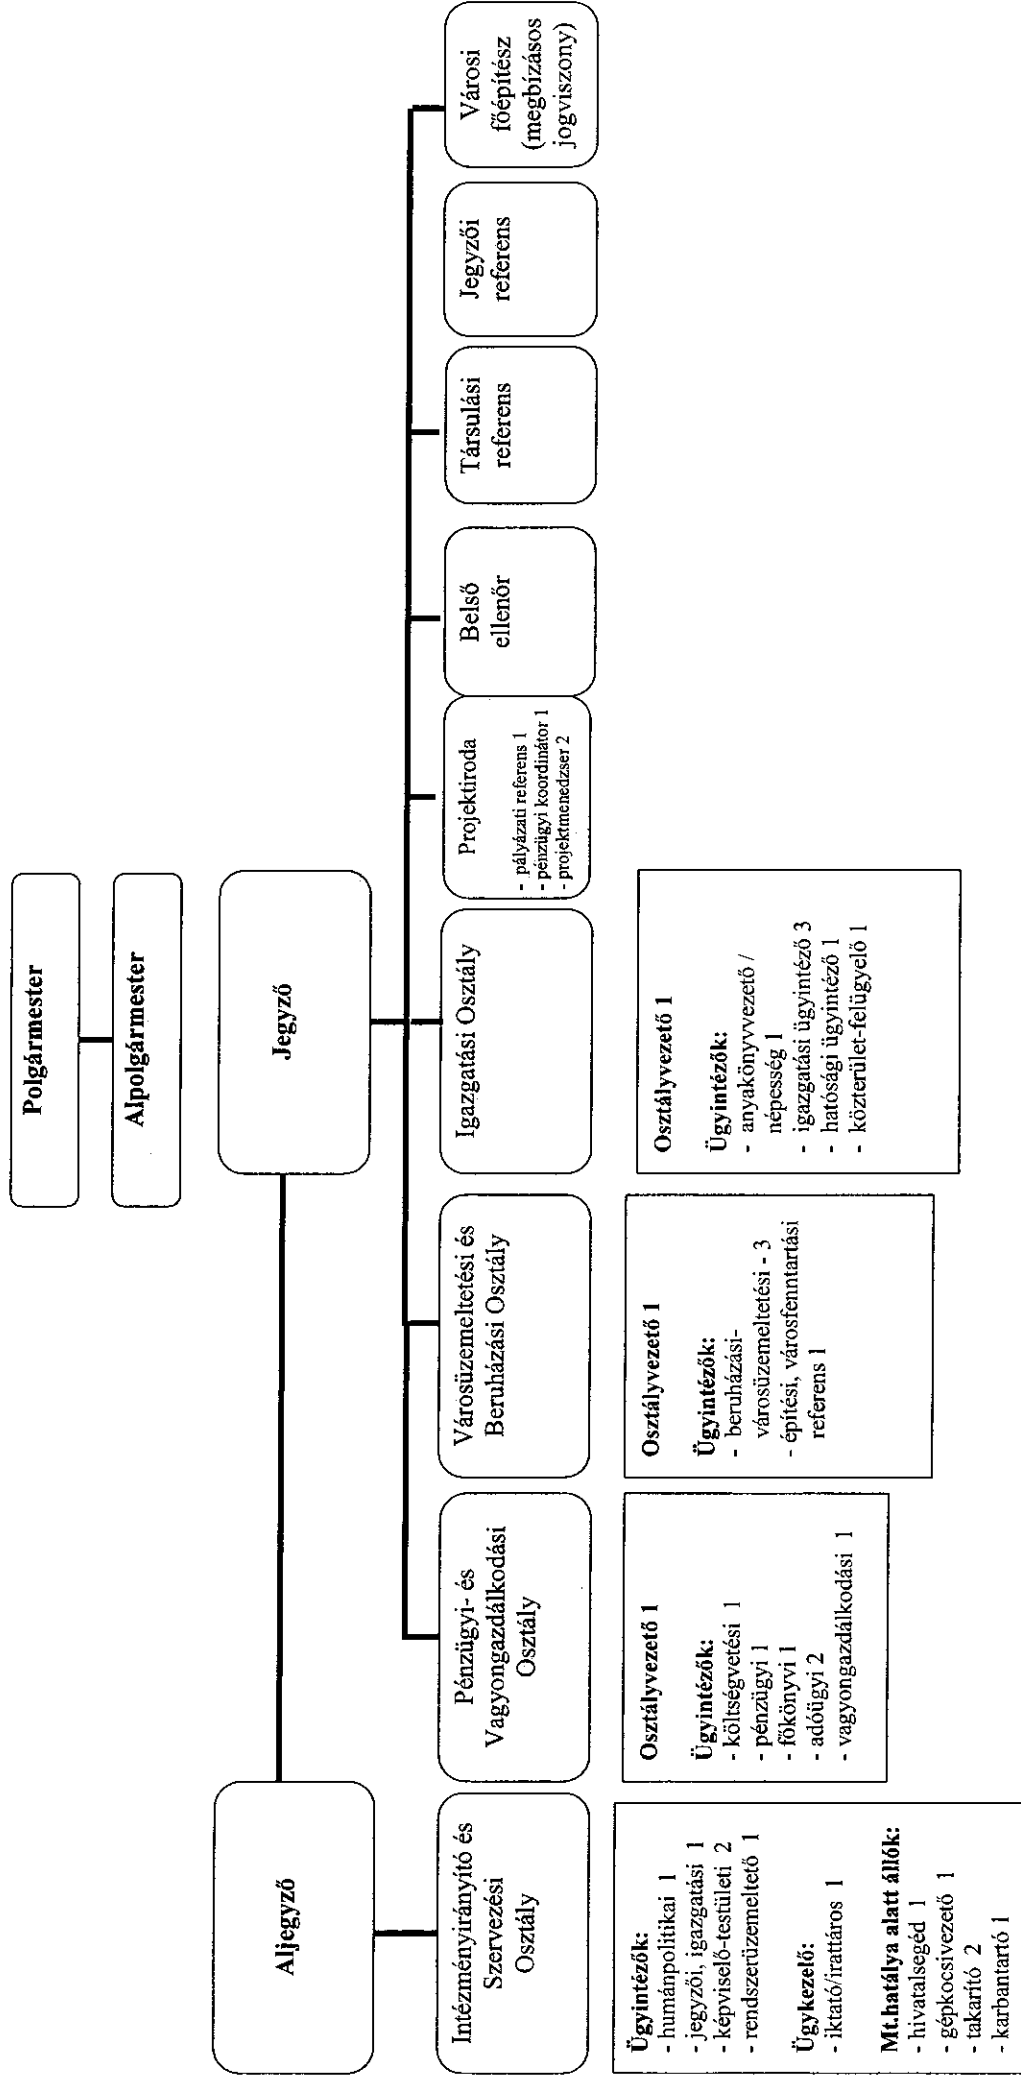 Polgármester
Alpolgármester
Aljegyző
Jegyző
Intézményirányító és
Szervezési
Osztály
Pénzügyi- és
Vagyongazdálkodási
Osztály
Városüzemeltetési és
Beruházási Osztály
Igazgatási Osztály
Projektiroda
- pályázati referens 1
- pénzügyi koordinátor 1
- projektmenedzser 2
Belső
ellenőr
Társulási
referens
Jegyzői
referens
Városi
főépítész
(megbízásos
jogviszony)
Ügyintézők:
- humánpolitikai 1
- jegyzői, igazgatási 1
- képviselő-testületi 2
- rendszerüzemeltető 1
Ügykezelő:
- iktató/irattáros 1
Mt.hatálya alatt állók:
- hivatalsegéd 1
- gépkocsivezető 1
- takarító 2
- karbantartó 1
Osztályvezető 1
Ügyintézők:
- költségvetési 1
- pénzügyi 1
- főkönyvi 1
- adóügyi 2
- vagyongazdálkodási 1
Osztályvezető 1
Ügyintézők:
- beruházási-
városüzemeltetési - 3
- építési, városfenntartási
referens 1
Osztályvezető 1
Ügyintézők:
- anyakönyvvezető /
népesség 1
- igazgatási ügyintéző 3
- hatósági ügyintéző 1
- közterület-felügyelő 1